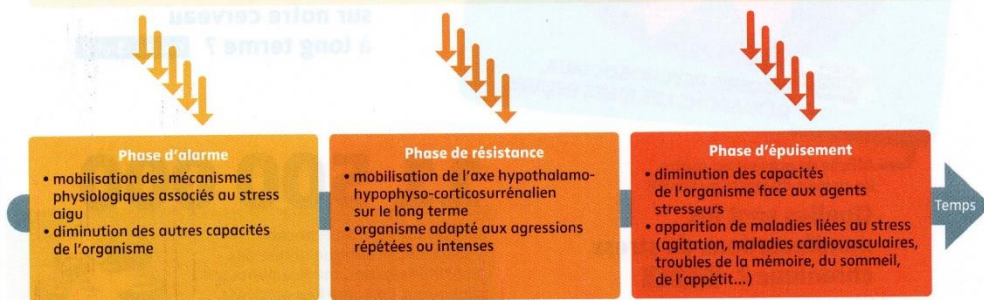 Phase d'alarme
• mobilisation des mécanismes
physiologiques associés au stress
aigu
• diminution des autres capacités
de l'organisme
Phase de résistance
• mobilisation de l'axe hypothalamo-
hypophyso-corticosurrénalien
sur le long terme
• organisme adapté aux agressions
répétées ou intenses
Phase d'épuisement
• diminution des capacités
de l'organisme face aux agents
stresseurs
• apparition de maladies liées au stress
(agitation, maladies cardiovasculaires,
troubles de la mémoire, du sommeil,
de l'appétit...)
Temps
sur notre cerveau
à long terme ?